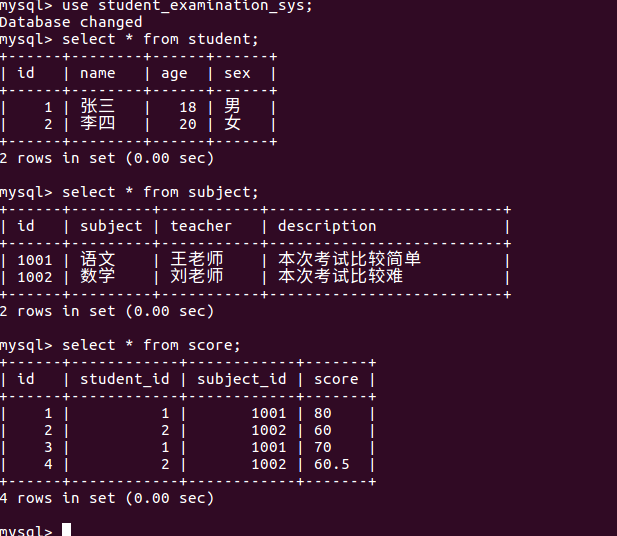 mysql> use student_examination_sys;
Database changed
mysql> select * from student;
+------+--------+------+------+
| id   | name   | age  | sex  |
+------+--------+------+------+
|    1 | 张三   |   18 | 男   |
|    2 | 李四   |   20 | 女   |
+------+--------+------+------+
2 rows in set (0.00 sec)
mysql> select * from subject;
+------+---------+-----------+--------------------------+
| id   | subject | teacher   | description              |
+------+---------+-----------+--------------------------+
| 1001 | 语文    | 王老师    | 本次考试比较简单         |
| 1002 | 数学    | 刘老师    | 本次考试比较难           |
+------+---------+-----------+--------------------------+
2 rows in set (0.00 sec)
mysql> select * from score;
+------+------------+------------+-------+
| id   | student_id | subject_id | score |
+------+------------+------------+-------+
|    1 |          1 |       1001 | 80    |
|    2 |          2 |       1002 | 60    |
|    3 |          1 |       1001 | 70    |
|    4 |          2 |       1002 | 60.5  |
+------+------------+------------+-------+
4 rows in set (0.00 sec)
mysql>